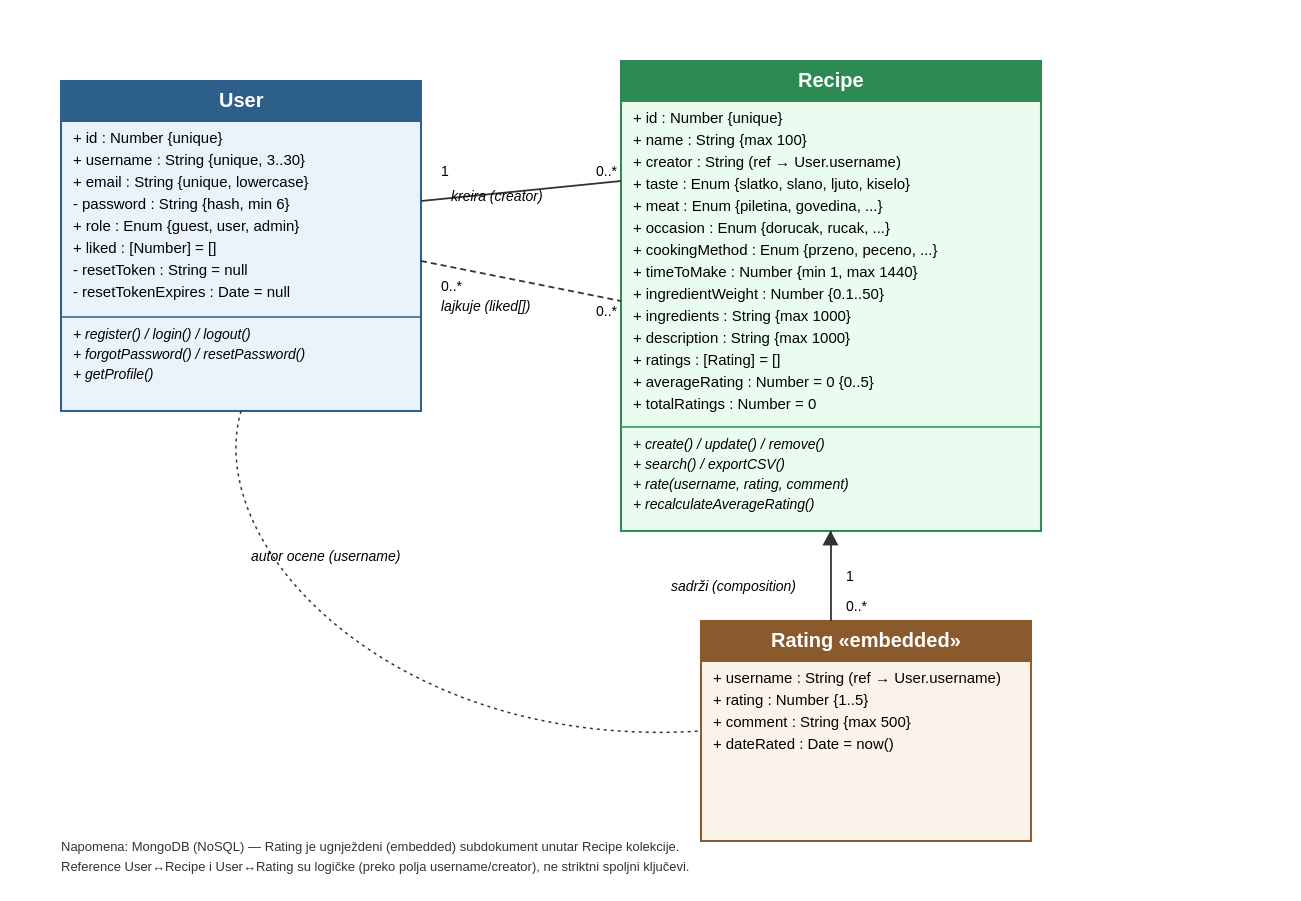 User
+ id : Number {unique}
+ username : String {unique, 3..30}
+ email : String {unique, lowercase}
- password : String {hash, min 6}
+ role : Enum {guest, user, admin}
+ liked : [Number] = []
- resetToken : String = null
- resetTokenExpires : Date = null
+ register() / login() / logout()
+ forgotPassword() / resetPassword()
+ getProfile()
1
0..*
kreira (creator)
0..*
lajkuje (liked[])
0..*
Recipe
+ id : Number {unique}
+ name : String {max 100}
+ creator : String (ref → User.username)
+ taste : Enum {slatko, slano, ljuto, kiselo}
+ meat : Enum {piletina, govedina, ...}
+ occasion : Enum {dorucak, rucak, ...}
+ cookingMethod : Enum {przeno, peceno, ...}
+ timeToMake : Number {min 1, max 1440}
+ ingredientWeight : Number {0.1..50}
+ ingredients : String {max 1000}
+ description : String {max 1000}
+ ratings : [Rating] = []
+ averageRating : Number = 0 {0..5}
+ totalRatings : Number = 0
+ create() / update() / remove()
+ search() / exportCSV()
+ rate(username, rating, comment)
+ recalculateAverageRating()
autor ocene (username)
sadrži (composition)
1
0..*
Rating «embedded»
+ username : String (ref → User.username)
+ rating : Number {1..5}
+ comment : String {max 500}
+ dateRated : Date = now()
Napomena: MongoDB (NoSQL) — Rating je ugnježdeni (embedded) subdokument unutar Recipe kolekcije.
Reference User↔Recipe i User↔Rating su logičke (preko polja username/creator), ne striktni spoljni ključevi.